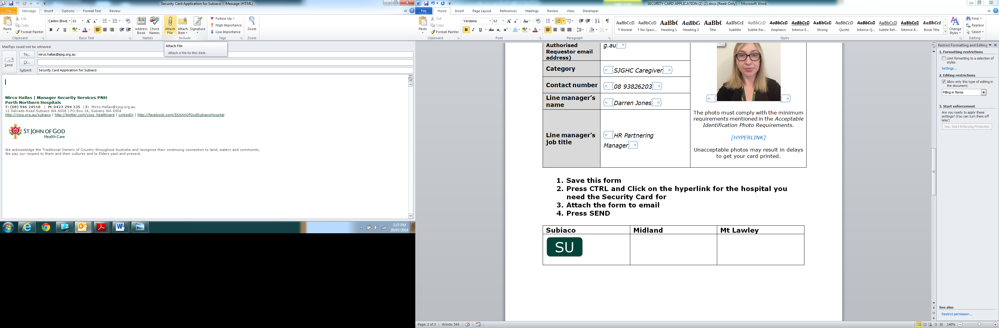 Security Card Application for Subiaco - Message (HTML)
File Message Insert Options Format Text Review
Paste
Cut
Copy
Format Painter
Clipboard
Calibri (Body 11
Basic Text
Address Book
Check Names
Names
Attach File
Attach Item
Signature
Include
Follow Up
High Importance
Low Importance
Tags
Zoom
Zoom
Attach File
Attach a file to this item.
MailTips could not be retrieved.
Send
To...
mirco.hallas@sjog.org.au
Cc...
Subject:
Security Card Application for Subiaco
Mirco Hallas | Manager Security Services PNH
Perth Northern Hospitals
T: (08) 946 24518 | M: 0423 294 135 | E: Mirco.Hallas@sjog.org.au
12 Salvado Road Subiaco WA 6008 | PO Box 14, Subiaco WA 6904
http://sjog.org.au/subiaco | http://twitter.com/sjog_healthcare | LinkedIn | http://facebook.com/StJohnOfGodSubiacoHospital
ST JOHN OF GOD
Health Care
We acknowledge the Traditional Owners of Country throughout Australia and recognise their continuing connection to land, waters and community.
We pay our respect to them and their cultures and to Elders past and present.
3:22 PM
29/07/2016
SECURITY CARD APPLICATION (2) (2).docx [Read-Only] - Microsoft Word
File Home Insert Page Layout References Mailings Review View Developer
Paste
Cut
Copy
Format Painter
Clipboard
Verdana 12
Font
Paragraph
AaBbCcD ¶ Normal
AaBbCcD ¶ No Spaci...
AaBb( Heading 1
AaBbC Heading 2
AaBb( Title
AaBbCcI Subtitle
AaBbCcD Subtle Em...
AaBbCcD Emphasis
AaBbCcD Intense E...
AaBbCcD Strong
AaBbCcD Quote
AaBbCcD Intense Q...
AaBbCcD Subtle Ref...
AaBbCcD Intense R...
AaBbCcI Book Title
Change Styles
Styles
Find
Replace
Select
Editing
Authorised
Requestor email
address)
g.au
Category
SJGHC Caregiver
Contact number
08 93826203
Line manager's
name
Darren Jones
Line manager's
job title
HR Partnering
Manager
The photo must comply with the minimum
requirements mentioned in the Acceptable
Identification Photo Requirements.
[HYPERLINK]
Unacceptable photos may result in delays
to get your card printed.
1. Save this form
2. Press CTRL and Click on the hyperlink for the hospital you
need the Security Card for
3. Attach the form to email
4. Press SEND
Subiaco Midland Mt Lawley
SU
Restrict Formatting and Editing
1. Formatting restrictions
Limit formatting to a selection of
styles
Settings...
2. Editing restrictions
Allow only this type of editing in
the document:
Filling in forms
3. Start enforcement
Are you ready to apply these
settings? (You can turn them off
later)
Yes, Start Enforcing Protection
See also
Restrict permission...
Page: 2 of 3 Words: 545
140%